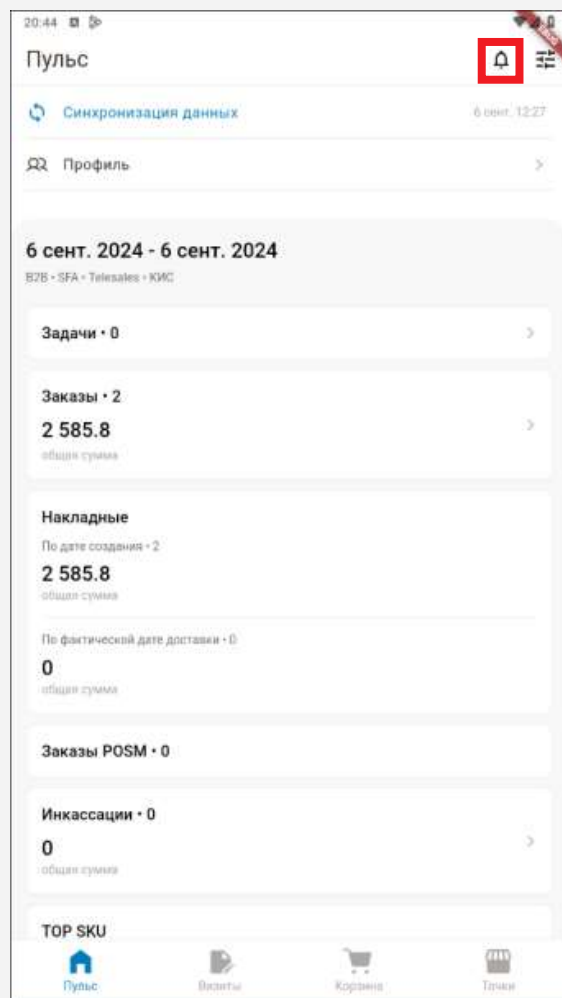 20:44
Пульс
Синхронизация данных
6 сент. 12:27
Профиль
6 сент. 2024 - 6 сент. 2024
B2B • SFA • Telesales • КИС
Задачи • 0
Заказы • 2
2 585.8
общая сумма
Накладные
По дате создания • 2
2 585.8
общая сумма
По фактической дате доставки • 0
0
общая сумма
Заказы POSM • 0
Инкассации • 0
0
общая сумма
TOP SKU
Пульс
Визиты
Корзина
Точки